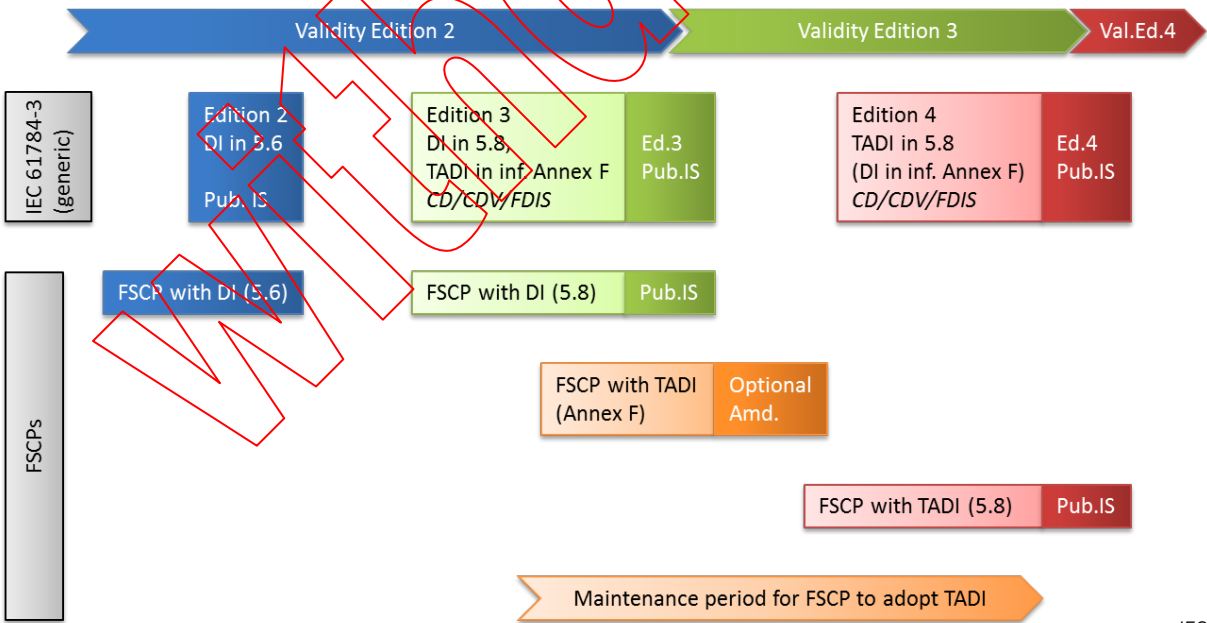 Validity Edition 2
Validity Edition 3
Val.Ed.4
IEC 61784-3
(generic)
Edition 2
DI in 5.6
Pub. IS
Edition 3
DI in 5.8,
TADI in inf. Annex F
CD/CDV/FDIS
Ed.3
Pub.IS
Edition 4
TADI in 5.8
(DI in inf. Annex F)
CD/CDV/FDIS
Ed.4
Pub.IS
FSCPs
FSCP with DI (5.6)
FSCP with DI (5.8)
Pub.IS
FSCP with TADI
(Annex F)
Optional
Amd.
FSCP with TADI (5.8)
Pub.IS
Maintenance period for FSCP to adopt TADI